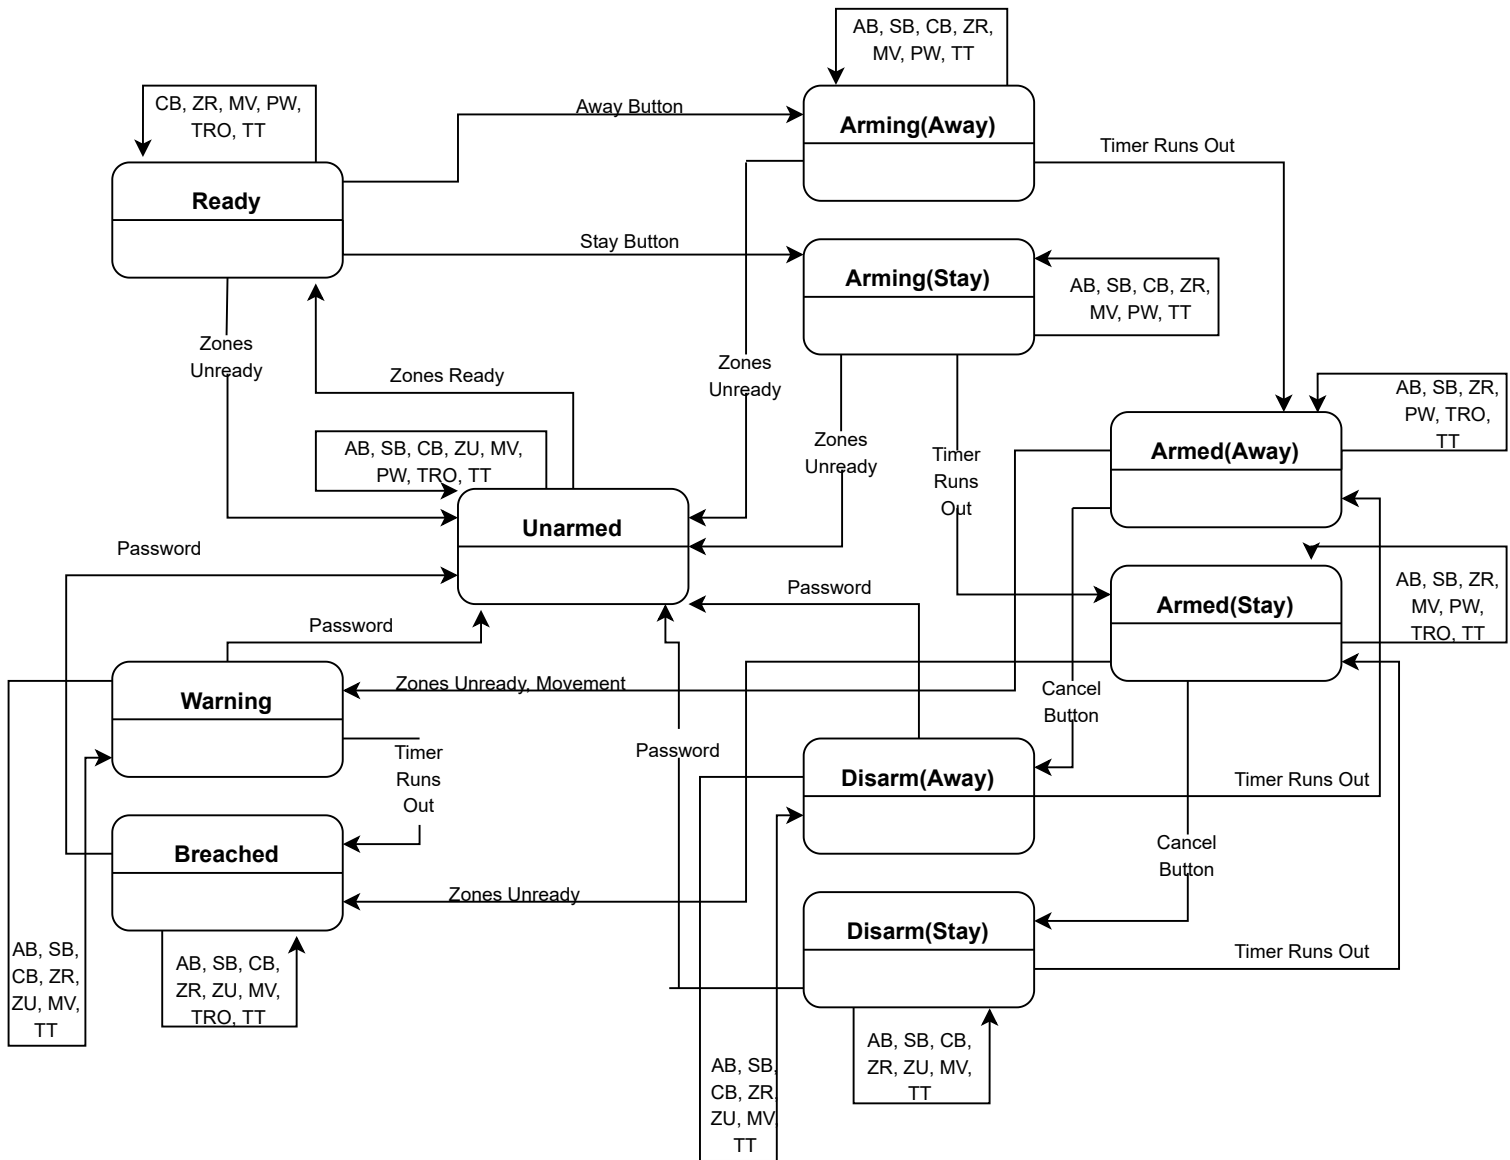 AB, SB, CB, ZR,
MV, PW, TT
CB, ZR, MV, PW,
TRO, TT
Away Button
Arming(Away)
Timer Runs Out
Ready
Stay Button
Arming(Stay)
AB, SB, CB, ZR,
MV, PW, TT
Zones
Unready
Zones Ready
Zones
Unready
AB, SB, ZR,
PW, TRO,
TT
AB, SB, CB, ZU, MV,
PW, TRO, TT
Zones
Unready
Timer
Runs
Out
Armed(Away)
Unarmed
Password
Password
AB, SB, ZR,
MV, PW,
TRO, TT
Armed(Stay)
Password
Zones Unready, Movement
Cancel
Button
Warning
Timer
Runs
Out
Password
Disarm(Away)
Timer Runs Out
Breached
Cancel
Button
Zones Unready
Disarm(Stay)
Timer Runs Out
AB, SB,
CB, ZR,
ZU, MV,
TT
AB, SB, CB,
ZR, ZU, MV,
TRO, TT
AB, SB, CB,
ZR, ZU, MV,
TT
AB, SB,
CB, ZR,
ZU, MV,
TT